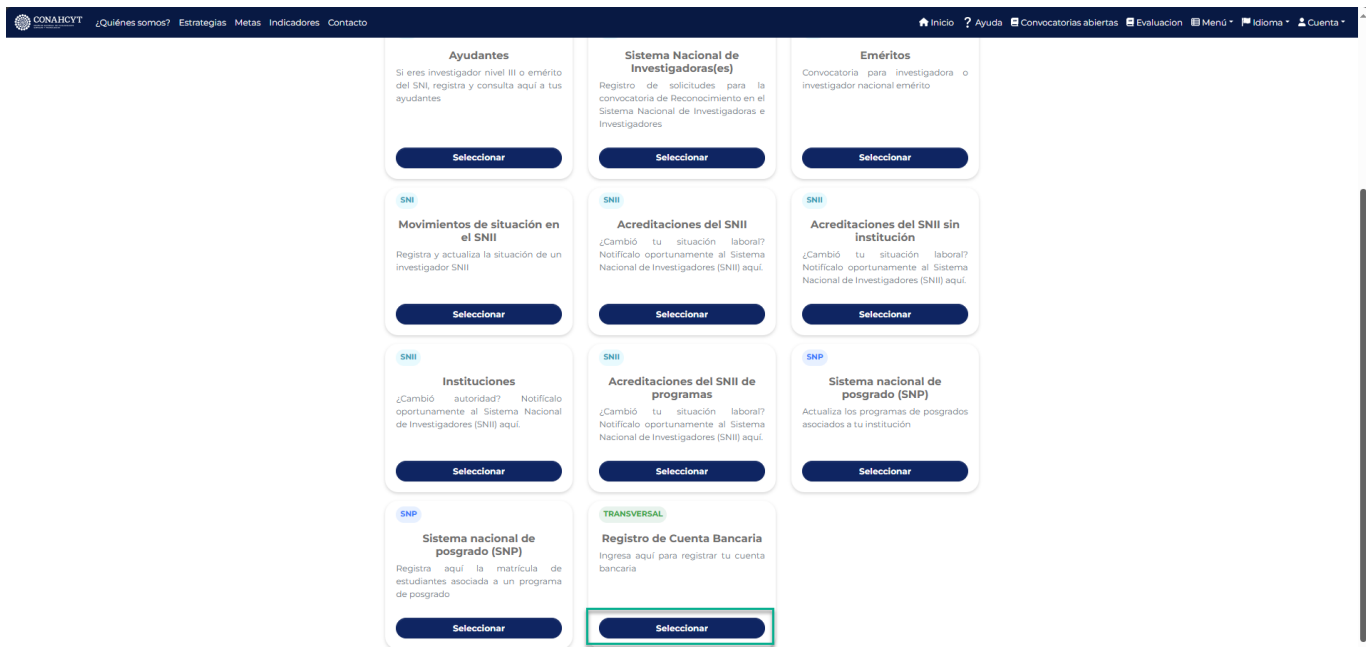 CONAHCYT ¿Quiénes somos? Estrategias Metas Indicadores Contacto Inicio ? Ayuda Convocatorias abiertas Evaluacion Menú Idioma Cuenta
Ayudantes
Si eres investigador nivel III o emérito
del SNI, registra y consulta aquí a tus
ayudantes
Seleccionar
Sistema Nacional de
Investigadoras(es)
Registro de solicitudes para la
convocatoria de Reconocimiento en el
Sistema Nacional de Investigadoras e
Investigadores
Seleccionar
Eméritos
Convocatoria para investigadora o
investigador nacional emérito
Seleccionar
SNI
Movimientos de situación en
el SNII
Registra y actualiza la situación de un
investigador SNII
Seleccionar
SNII
Acreditaciones del SNII
¿Cambió tu situación laboral?
Notifícalo oportunamente al Sistema
Nacional de Investigadores (SNII) aquí.
Seleccionar
SNII
Acreditaciones del SNII sin
institución
¿Cambió tu situación laboral?
Notifícalo oportunamente al Sistema
Nacional de Investigadores (SNII) aquí.
Seleccionar
SNII
Instituciones
¿Cambió autoridad? Notifícalo
oportunamente al Sistema Nacional
de Investigadores (SNII) aquí.
Seleccionar
SNII
Acreditaciones del SNII de
programas
¿Cambió tu situación laboral?
Notifícalo oportunamente al Sistema
Nacional de Investigadores (SNII) aquí.
Seleccionar
SNP
Sistema nacional de
posgrado (SNP)
Actualiza los programas de posgrados
asociados a tu institución
Seleccionar
SNP
Sistema nacional de
posgrado (SNP)
Registra aquí la matrícula de
estudiantes asociada a un programa
de posgrado
Seleccionar
TRANSVERSAL
Registro de Cuenta Bancaria
Ingresa aquí para registrar tu cuenta
bancaria
Seleccionar